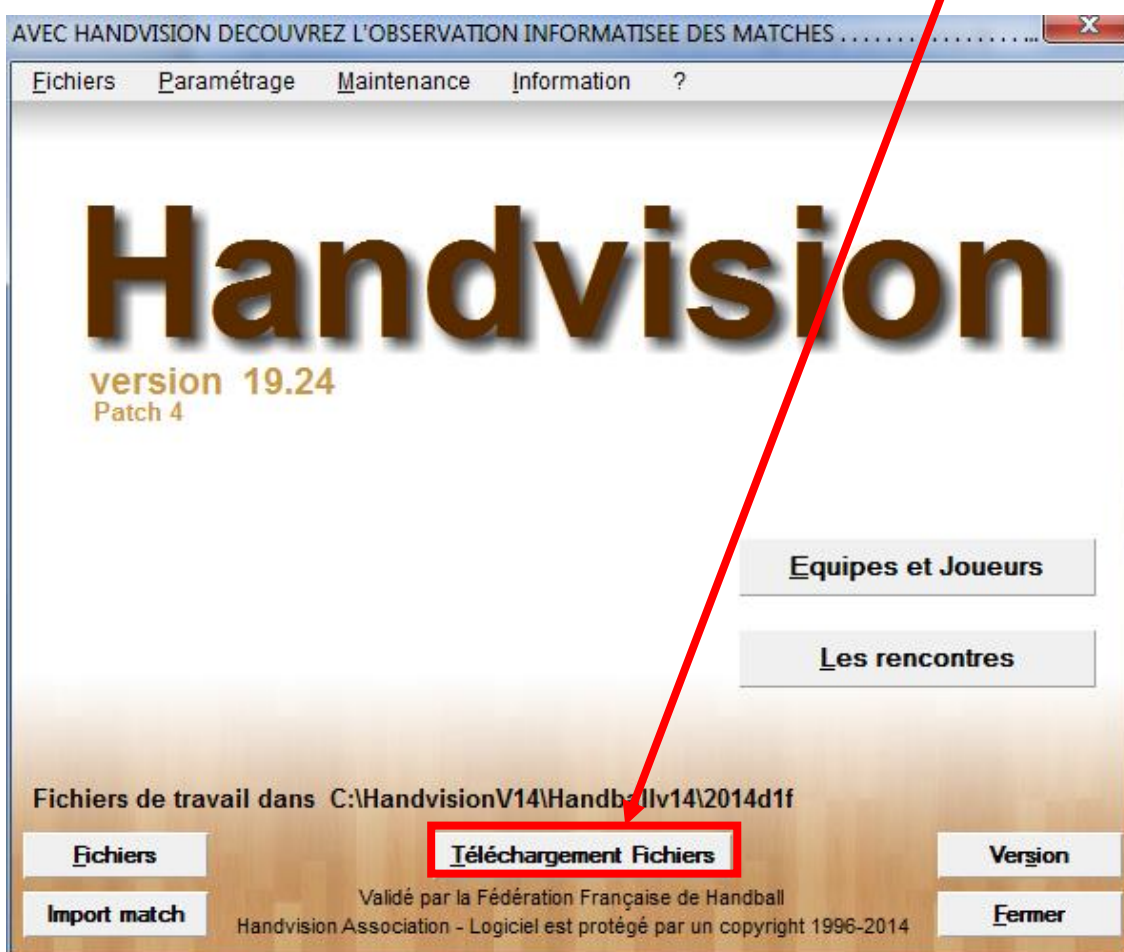 AVEC HANDVISION DECOUVREZ L'OBSERVATION INFORMATISEE DES MATCHES . . . . . . . . . . . . . . . . . ...
Fichiers Paramétrage Maintenance Information ?
Handvision
version 19.24
Patch 4
Equipes et Joueurs
Les rencontres
Fichiers de travail dans C:\HandvisionV14\Handballv14\2014d1f
Fichiers Téléchargement Fichiers Version
Import match Validé par la Fédération Française de Handball Fermer
Handvision Association - Logiciel est protégé par un copyright 1996-2014